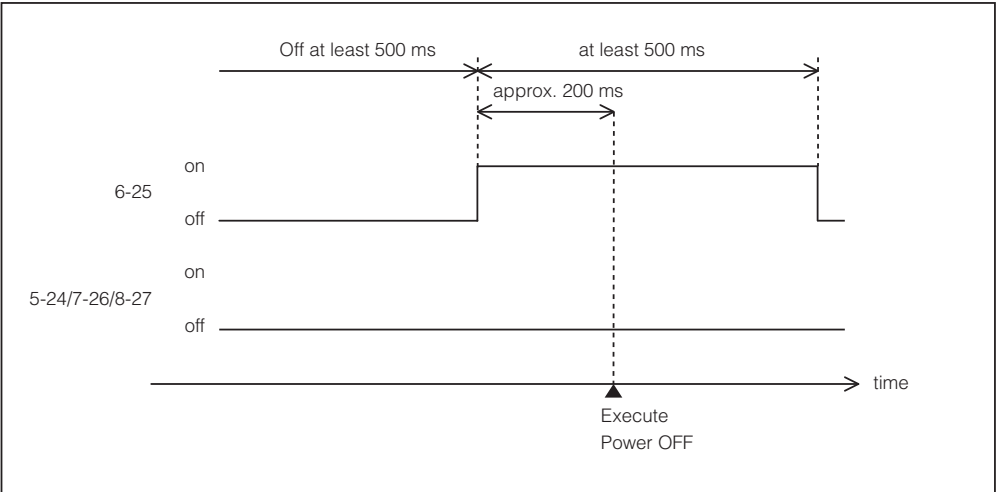 Off at least 500 ms
at least 500 ms
approx. 200 ms
on
6-25
off
on
5-24/7-26/8-27
off
time
Execute
Power OFF